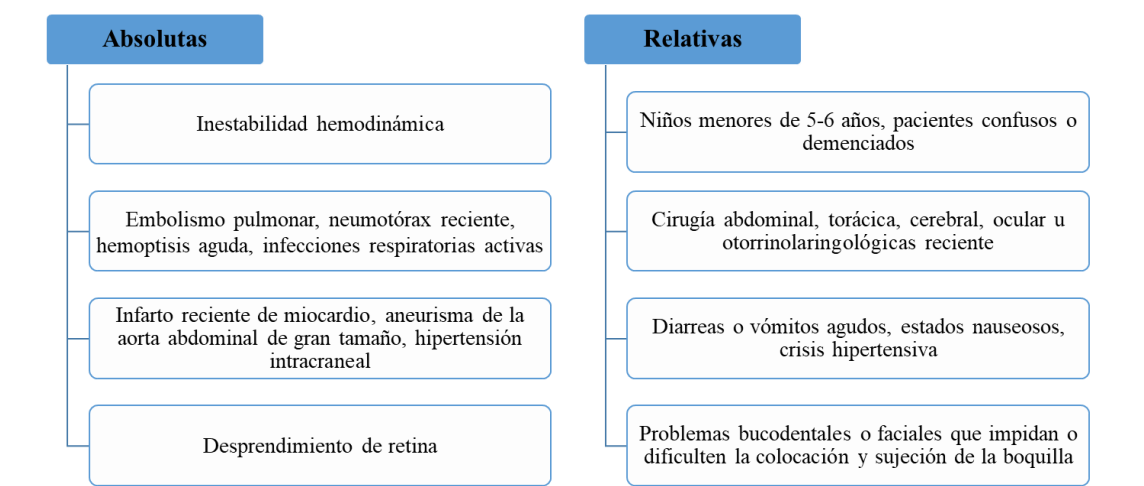 Absolutas
Inestabilidad hemodinámica
Embolismo pulmonar, neumotórax reciente,
hemoptisis aguda, infecciones respiratorias activas
Infarto reciente de miocardio, aneurisma de la
aorta abdominal de gran tamaño, hipertensión
intracraneal
Desprendimiento de retina
Relativas
Niños menores de 5-6 años, pacientes confusos o
demenciados
Cirugía abdominal, torácica, cerebral, ocular u
otorrinolaringológicas reciente
Diarreas o vómitos agudos, estados nauseosos,
crisis hipertensiva
Problemas bucodentales o faciales que impidan o
dificulten la colocación y sujeción de la boquilla